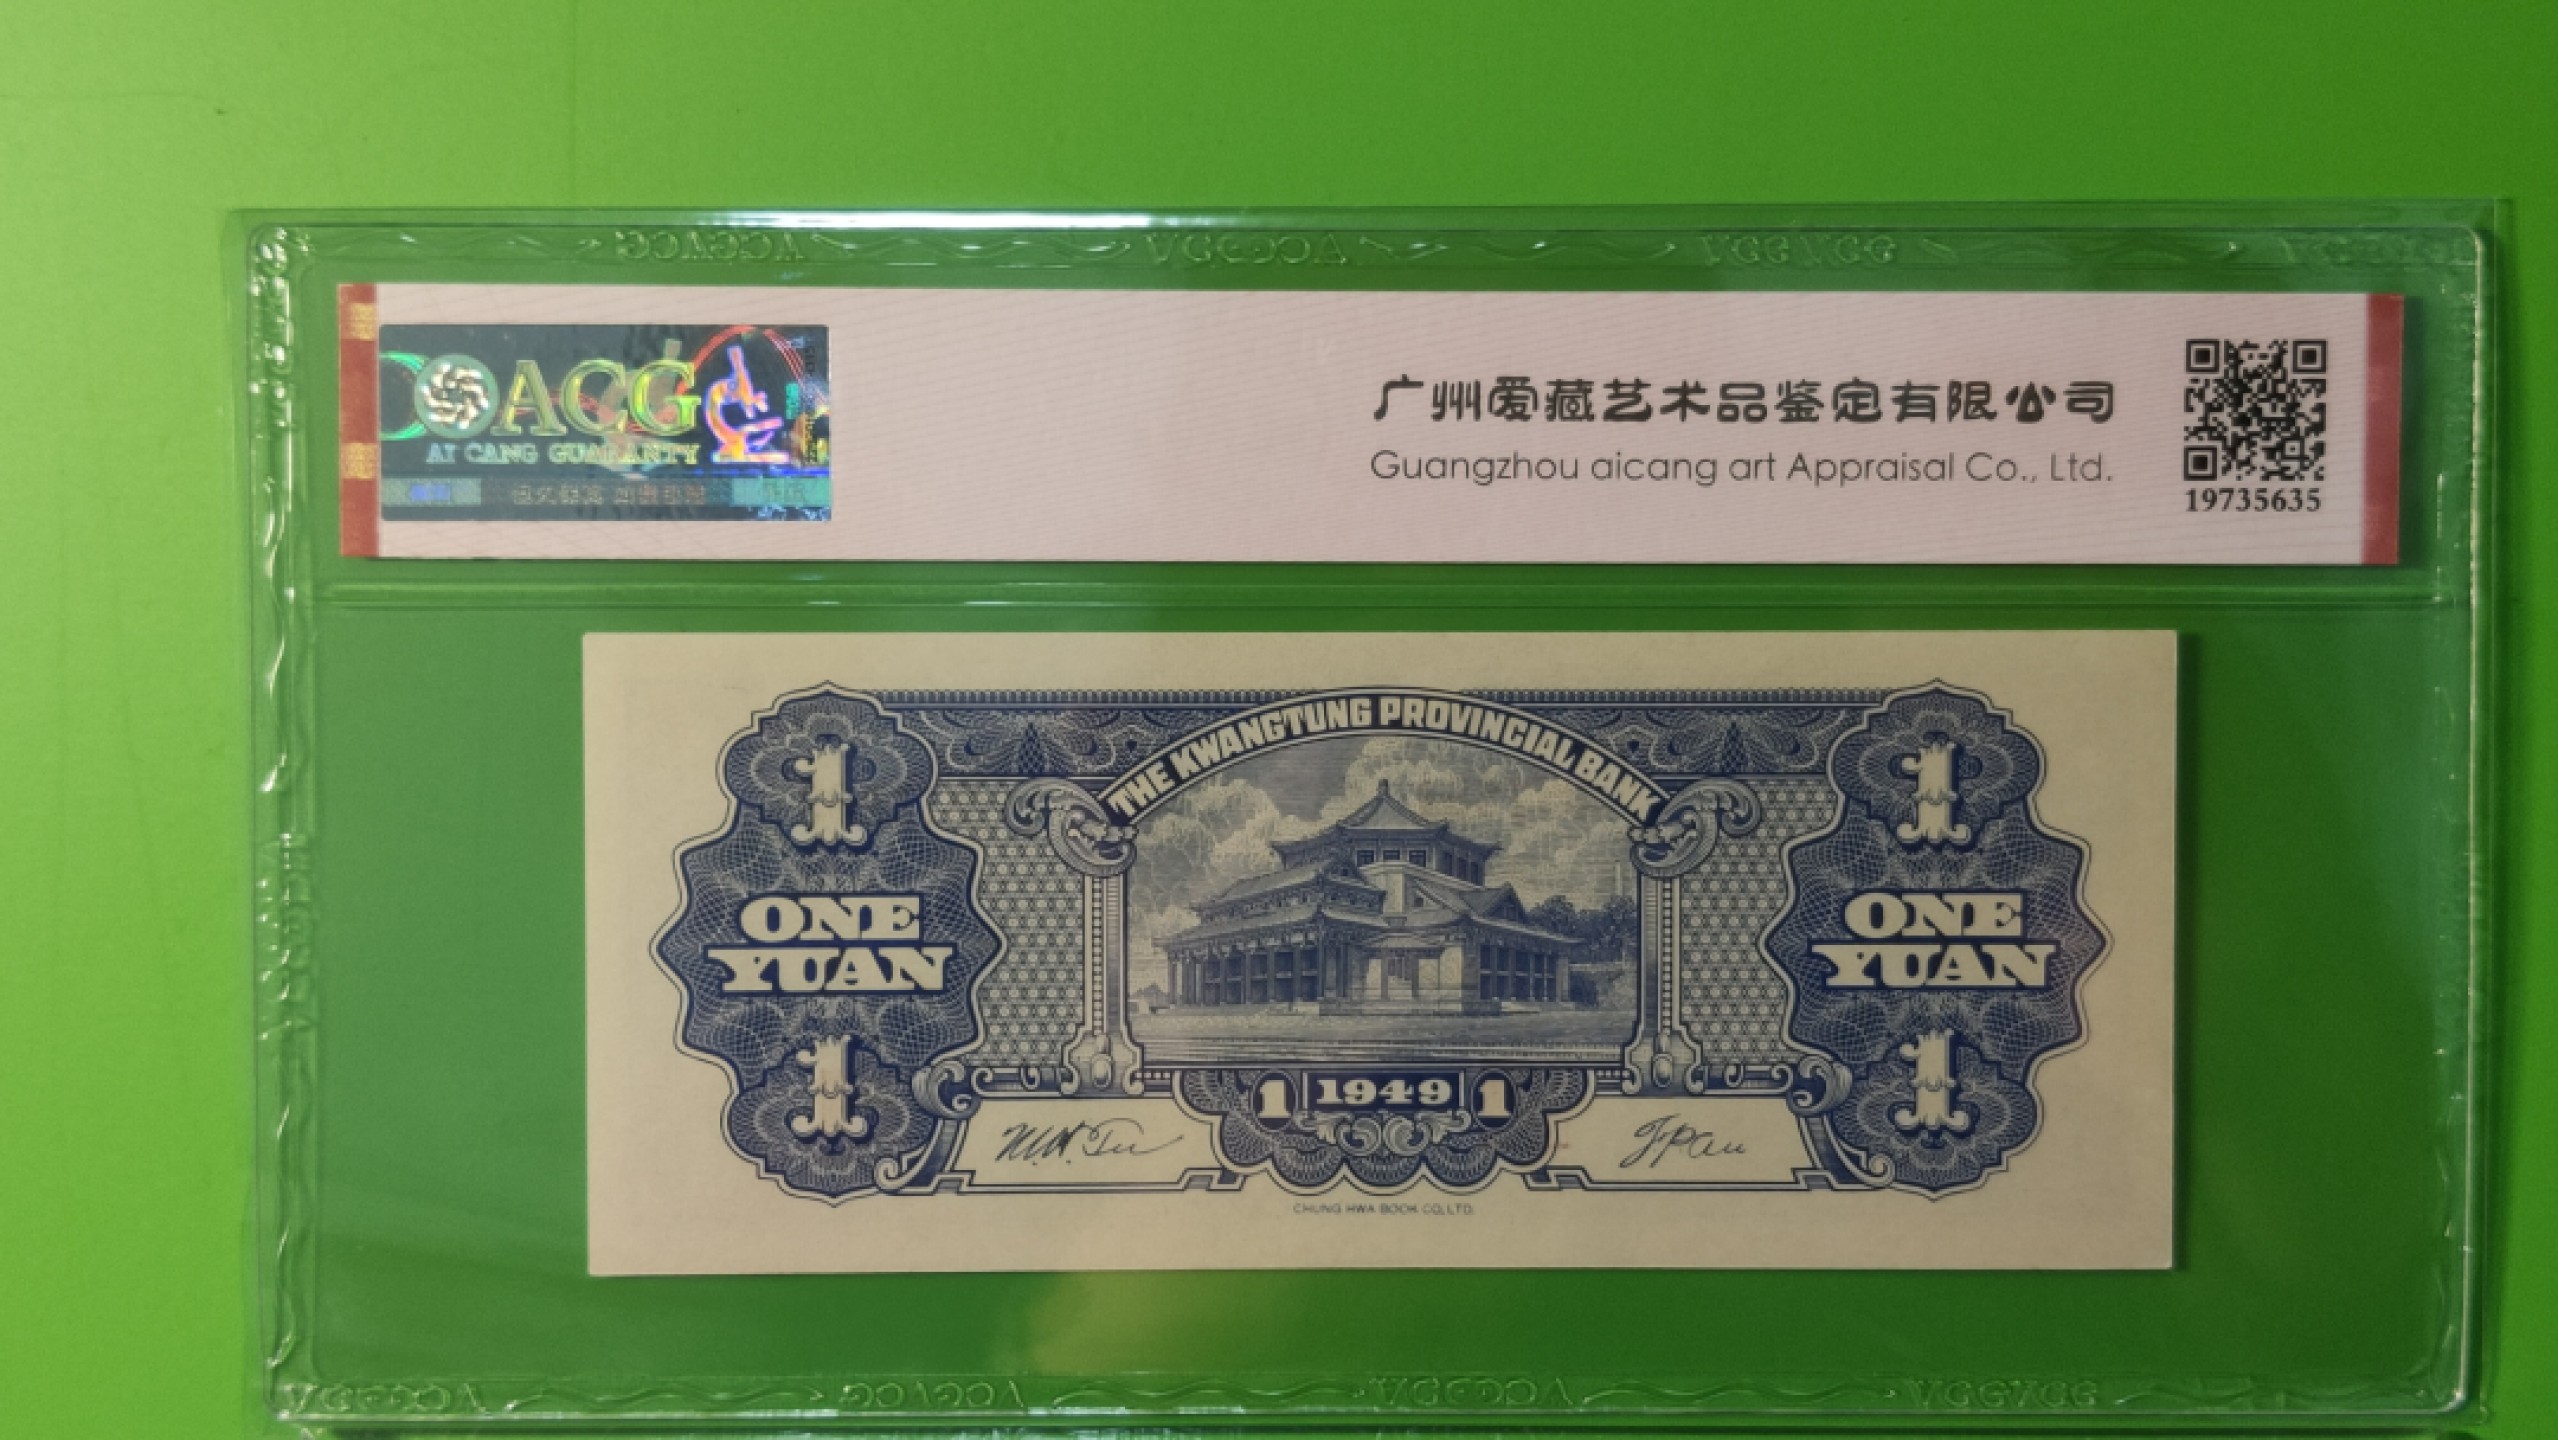 ACG
AI CANG GUARANTY
广州爱藏艺术品鉴定有限公司
Guangzhou aicang art Appraisal Co., Ltd.
19735635
THE KWANGTUNG PROVINCIAL BANK
1
1
ONE
YUAN
ONE
YUAN
1
1
1 1949 1
CHUNG HWA BOOK CO., LTD.